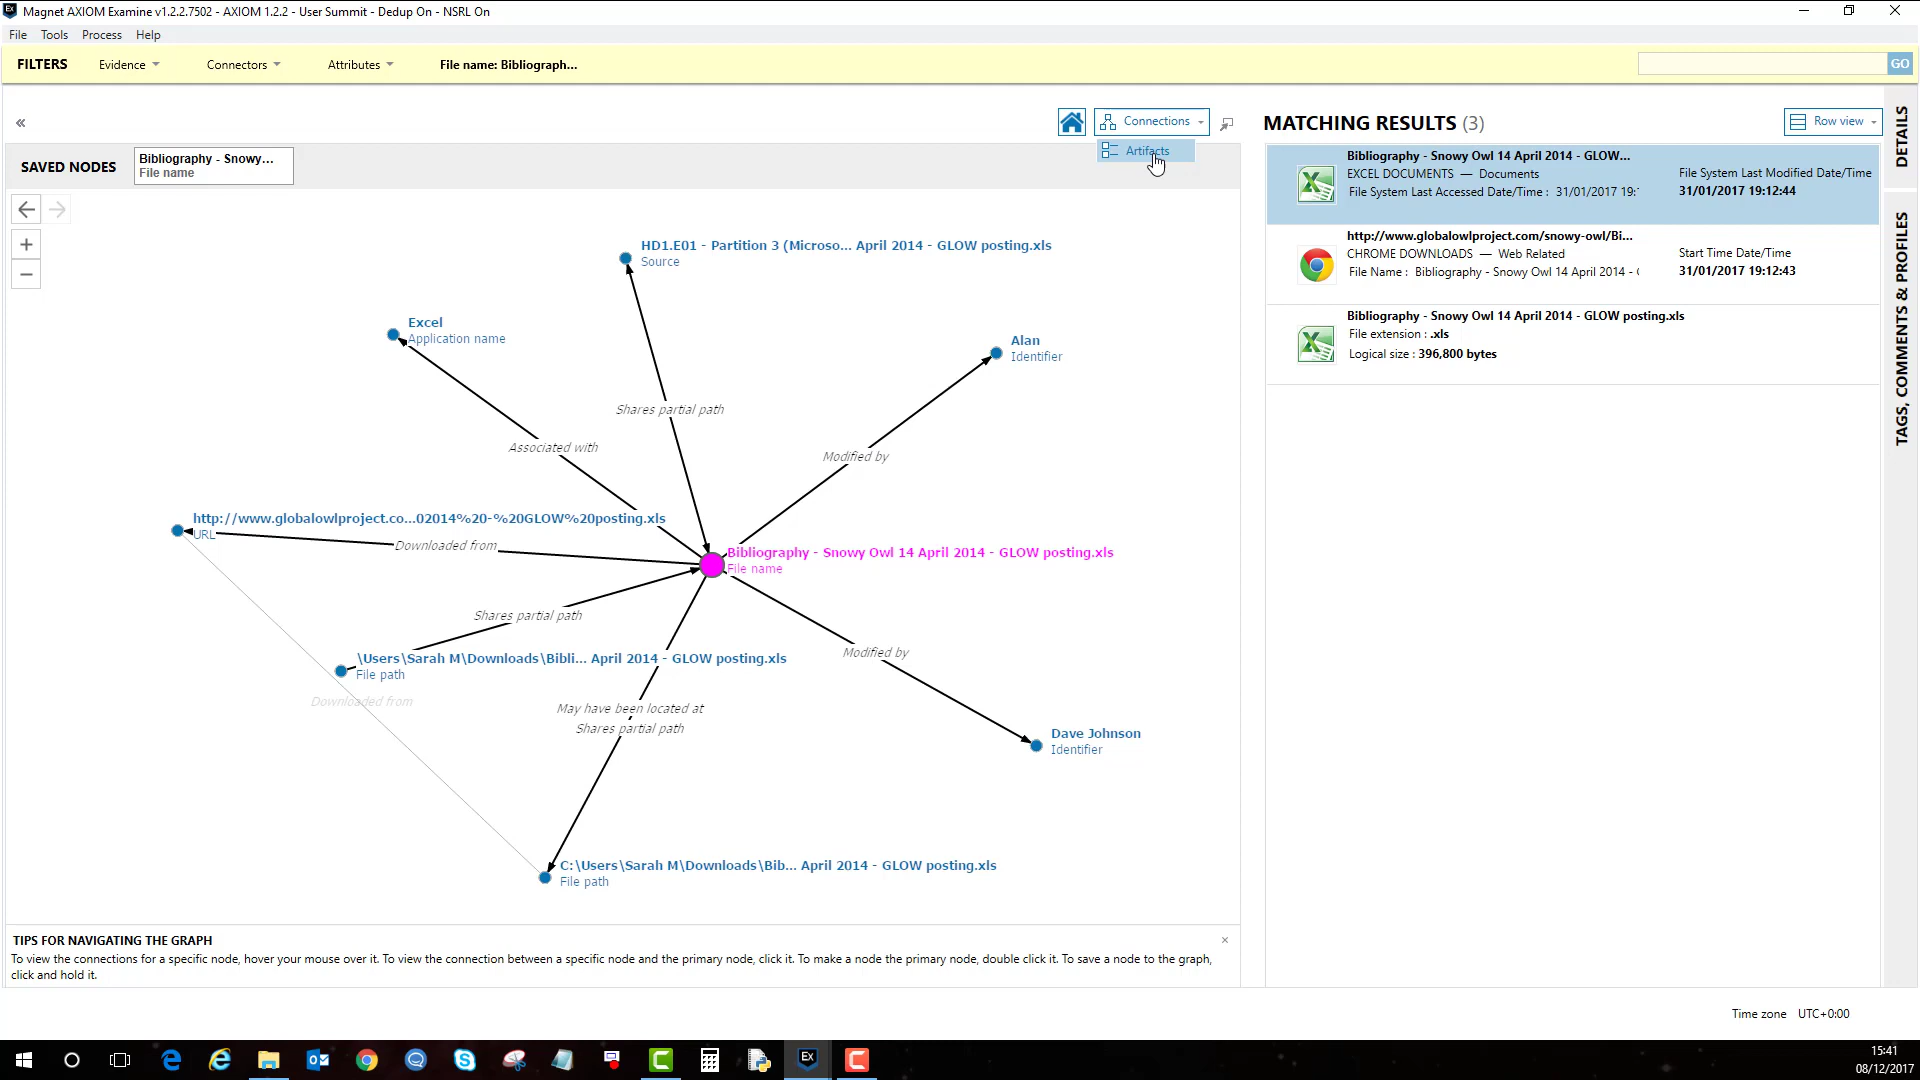 Magnet AXIOM Examine v1.2.2.7502 - AXIOM 1.2.2 - User Summit - Dedup On - NSRL On
File Tools Process Help
FILTERS Evidence Connectors Attributes File name: Bibliograph... GO
Connections
Artifacts
MATCHING RESULTS (3)
Row view
SAVED NODES
Bibliography - Snowy...
File name
HD1.E01 - Partition 3 (Microso... April 2014 - GLOW posting.xls
Source
Excel
Application name
Alan
Identifier
Shares partial path
Associated with
Modified by
http://www.globalowlproject.co...02014%20-%20GLOW%20posting.xls
URL
Downloaded from
Bibliography - Snowy Owl 14 April 2014 - GLOW posting.xls
File name
Shares partial path
\Users\Sarah M\Downloads\Bibli... April 2014 - GLOW posting.xls
File path
Modified by
Downloaded from
May have been located at
Shares partial path
Dave Johnson
Identifier
C:\Users\Sarah M\Downloads\Bib... April 2014 - GLOW posting.xls
File path
TIPS FOR NAVIGATING THE GRAPH
To view the connections for a specific node, hover your mouse over it. To view the connection between a specific node and the primary node, click it. To make a node the primary node, double click it. To save a node to the graph,
click and hold it.
Bibliography - Snowy Owl 14 April 2014 - GLOW...
EXCEL DOCUMENTS — Documents
File System Last Accessed Date/Time : 31/01/2017 19:
File System Last Modified Date/Time
31/01/2017 19:12:44
http://www.globalowlproject.com/snowy-owl/Bi...
CHROME DOWNLOADS — Web Related
File Name : Bibliography - Snowy Owl 14 April 2014 -
Start Time Date/Time
31/01/2017 19:12:43
Bibliography - Snowy Owl 14 April 2014 - GLOW posting.xls
File extension : .xls
Logical size : 396,800 bytes
DETAILS
TAGS, COMMENTS & PROFILES
Time zone UTC+0:00
15:41
08/12/2017